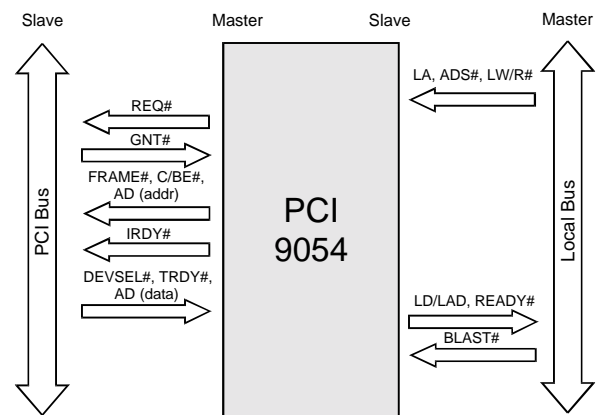 Slave
Master
Slave
Master
LA, ADS#, LW/R#
REQ#
GNT#
FRAME#, C/BE#,
AD (addr)
IRDY#
DEVSEL#, TRDY#,
AD (data)
PCI Bus
PCI
9054
Local Bus
LD/LAD, READY#
BLAST#